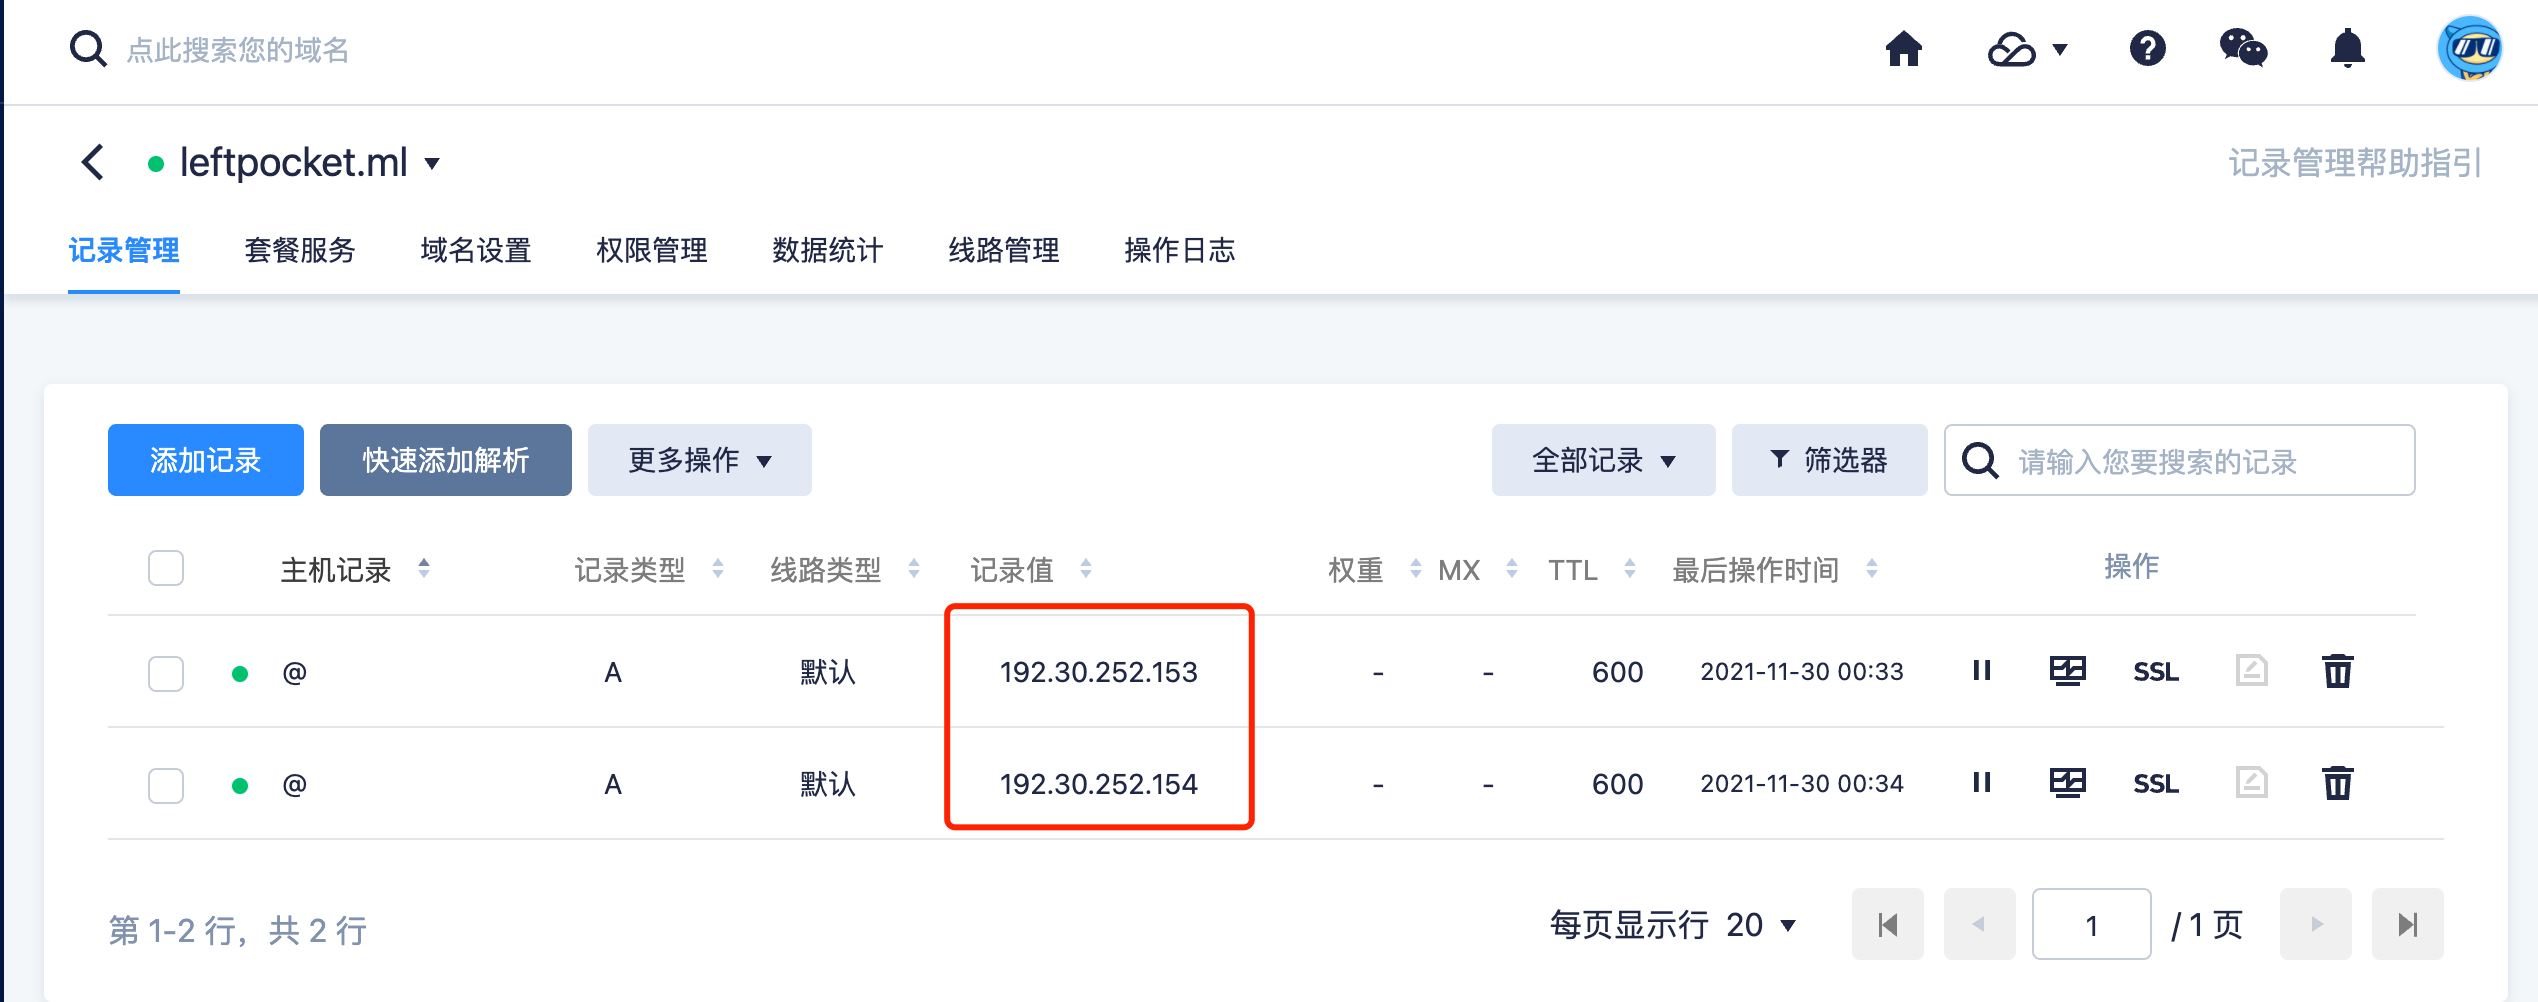 点此搜索您的域名
leftpocket.ml
记录管理帮助指引
记录管理 套餐服务 域名设置 权限管理 数据统计 线路管理 操作日志
添加记录 快速添加解析 更多操作 全部记录 筛选器 请输入您要搜索的记录
主机记录 记录类型 线路类型 记录值 权重 MX TTL 最后操作时间 操作
@ A 默认 192.30.252.153 - - 600 2021-11-30 00:33 SSL
@ A 默认 192.30.252.154 - - 600 2021-11-30 00:34 SSL
第 1-2 行，共 2 行 每页显示行 20 1 / 1 页